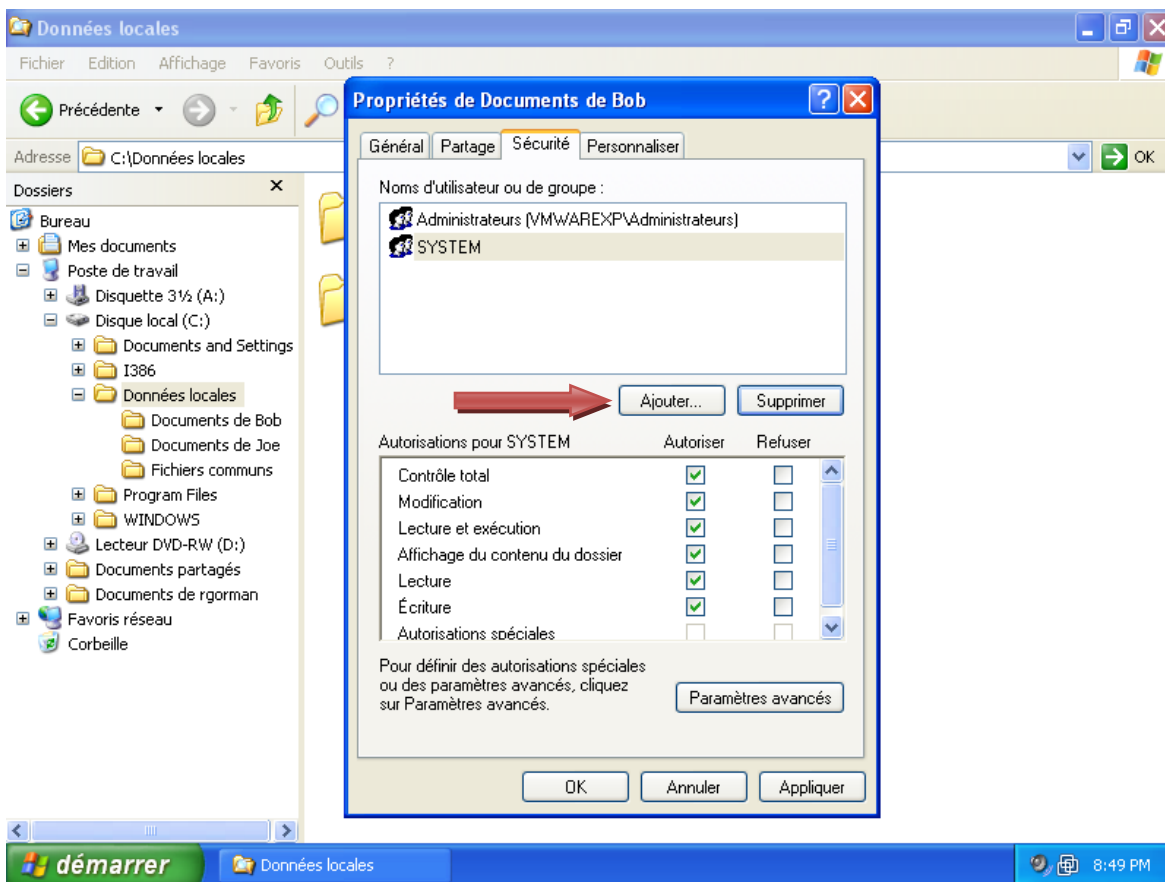 Données locales
Fichier Edition Affichage Favoris Outils ?
Précédente
Adresse C:\Données locales OK
Dossiers
Bureau
Mes documents
Poste de travail
Disquette 3½ (A:)
Disque local (C:)
Documents and Settings
I386
Données locales
Documents de Bob
Documents de Joe
Fichiers communs
Program Files
WINDOWS
Lecteur DVD-RW (D:)
Documents partagés
Documents de rgorman
Favoris réseau
Corbeille
Propriétés de Documents de Bob
Général Partage Sécurité Personnaliser
Noms d'utilisateur ou de groupe :
Administrateurs (VMWAREXP\Administrateurs)
SYSTEM
Ajouter... Supprimer
Autorisations pour SYSTEM Autoriser Refuser
Contrôle total
Modification
Lecture et exécution
Affichage du contenu du dossier
Lecture
Écriture
Autorisations spéciales
Pour définir des autorisations spéciales
ou des paramètres avancés, cliquez
sur Paramètres avancés.
Paramètres avancés
OK Annuler Appliquer
démarrer Données locales 8:49 PM